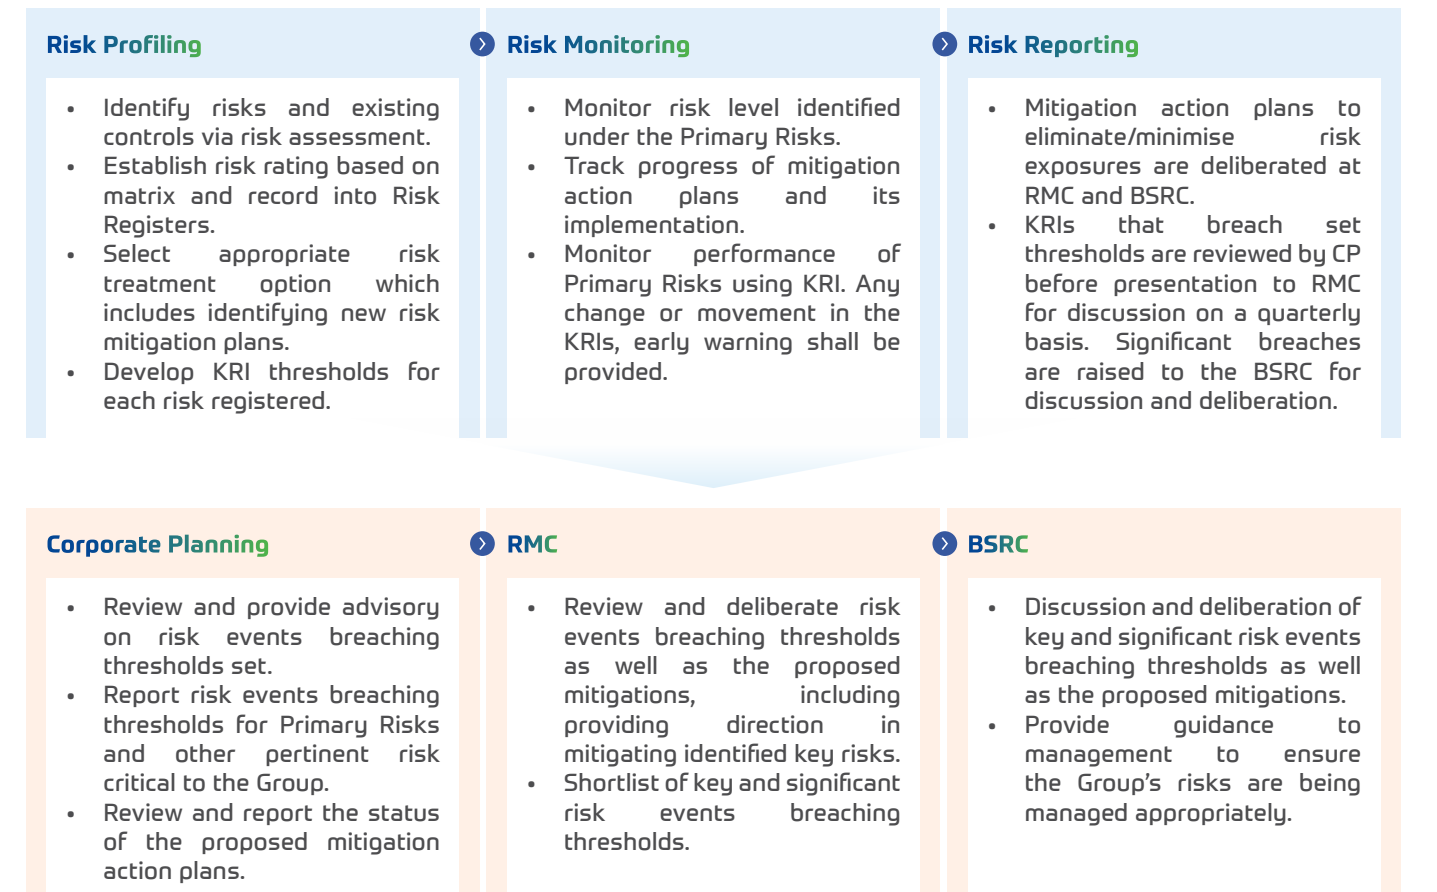 Risk Profiling
• Identify risks and existing
controls via risk assessment.
• Establish risk rating based on
matrix and record into Risk
Registers.
• Select appropriate risk
treatment option which
includes identifying new risk
mitigation plans.
• Develop KRI thresholds for
each risk registered.
Risk Monitoring
• Monitor risk level identified
under the Primary Risks.
• Track progress of mitigation
action plans and its
implementation.
• Monitor performance of
Primary Risks using KRI. Any
change or movement in the
KRIs, early warning shall be
provided.
Risk Reporting
• Mitigation action plans to
eliminate/minimise risk
exposures are deliberated at
RMC and BSRC.
• KRIs that breach set
thresholds are reviewed by CP
before presentation to RMC
for discussion on a quarterly
basis. Significant breaches
are raised to the BSRC for
discussion and deliberation.
Corporate Planning
• Review and provide advisory
on risk events breaching
thresholds set.
• Report risk events breaching
thresholds for Primary Risks
and other pertinent risk
critical to the Group.
• Review and report the status
of the proposed mitigation
action plans.
RMC
• Review and deliberate risk
events breaching thresholds
as well as the proposed
mitigations, including
providing direction in
mitigating identified key risks.
• Shortlist of key and significant
risk events breaching
thresholds.
BSRC
• Discussion and deliberation of
key and significant risk events
breaching thresholds as well
as the proposed mitigations.
• Provide guidance to
management to ensure
the Group's risks are being
managed appropriately.